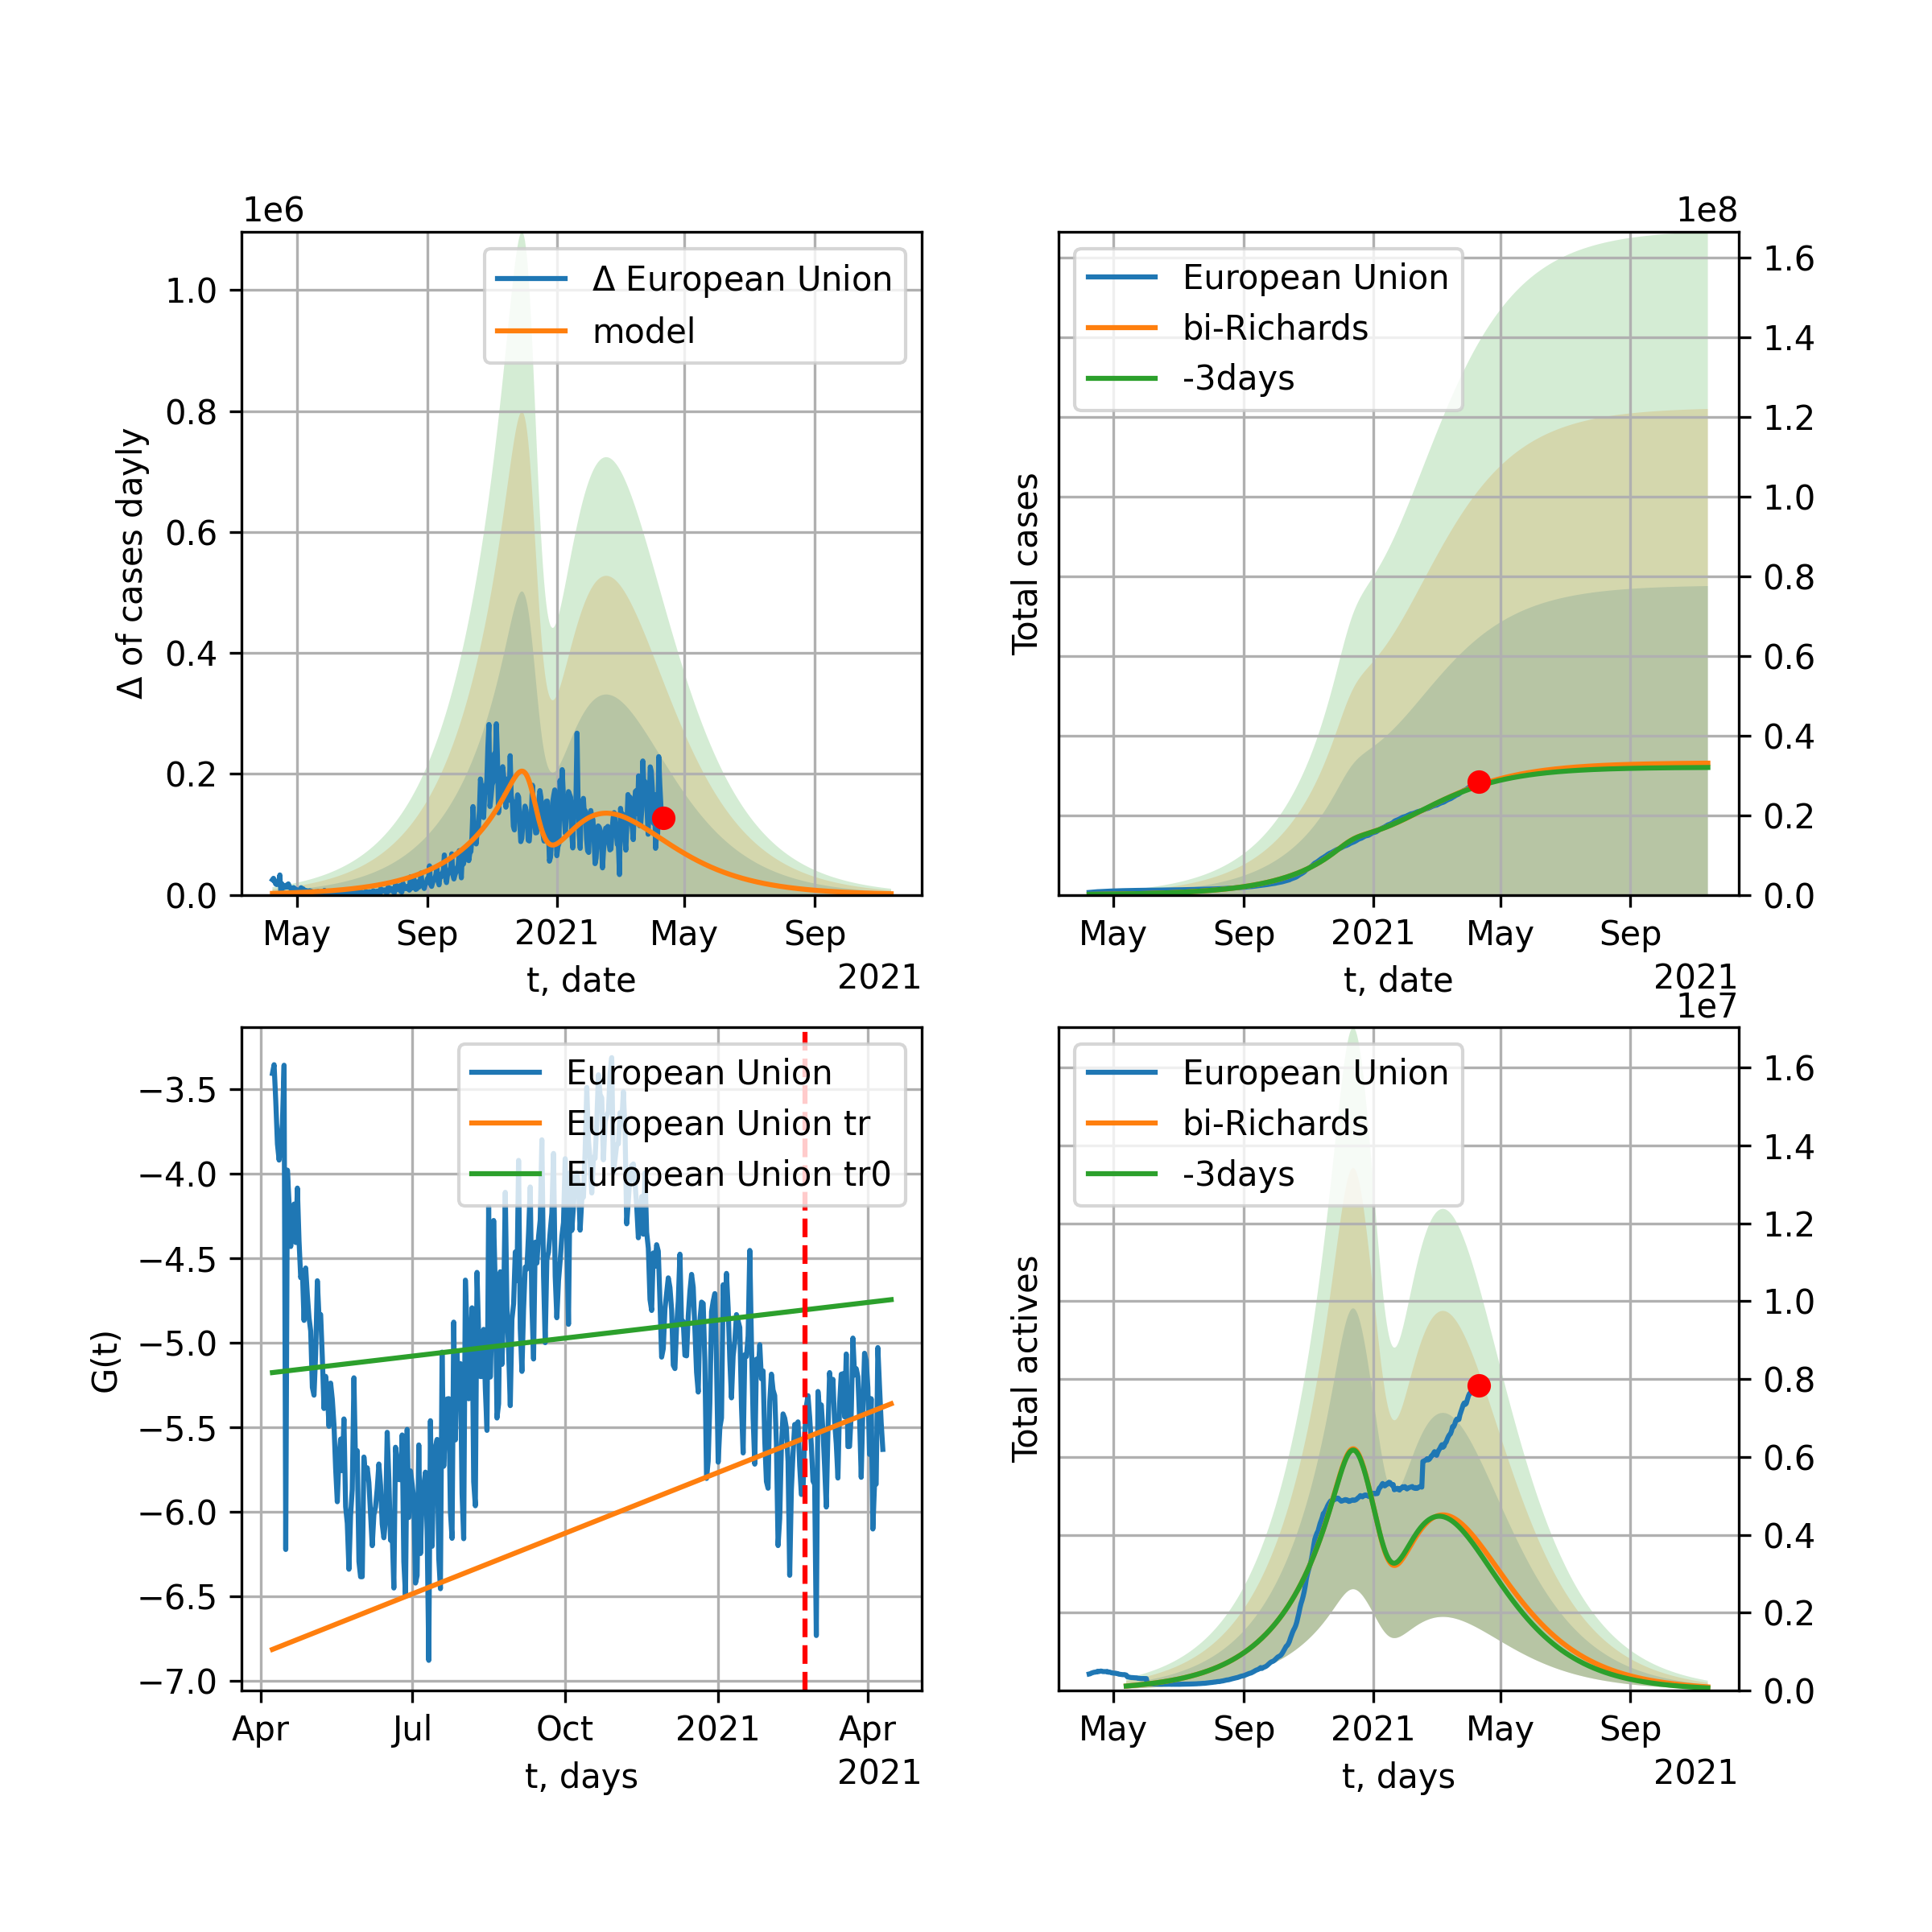 1e6
Δ European Union
model
1.0
0.8
0.6
0.4
0.2
0.0
Δ of cases dayly
May Sep 2021 May Sep
t, date
2021
1e8
European Union
bi-Richards
-3days
1.6
1.4
1.2
1.0
0.8
0.6
0.4
0.2
0.0
Total cases
May Sep 2021 May Sep
t, date
2021
European Union
European Union tr
European Union tr0
−3.5
−4.0
−4.5
−5.0
−5.5
−6.0
−6.5
−7.0
G(t)
Apr Jul Oct 2021 Apr
t, days
2021
1e7
European Union
bi-Richards
-3days
1.6
1.4
1.2
1.0
0.8
0.6
0.4
0.2
0.0
Total actives
May Sep 2021 May Sep
t, days
2021